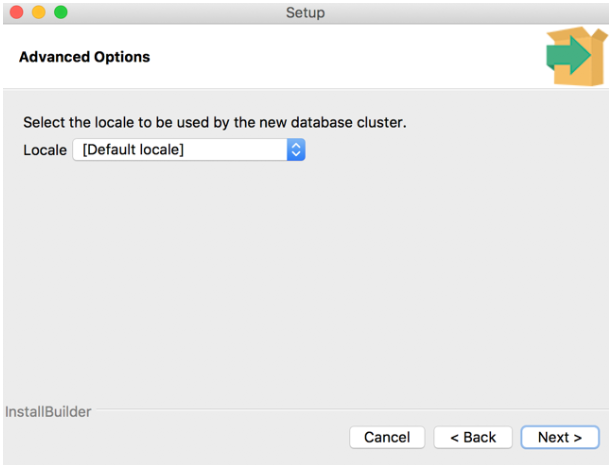 Setup
Advanced Options
Select the locale to be used by the new database cluster.
Locale [Default locale]
InstallBuilder
Cancel < Back Next >